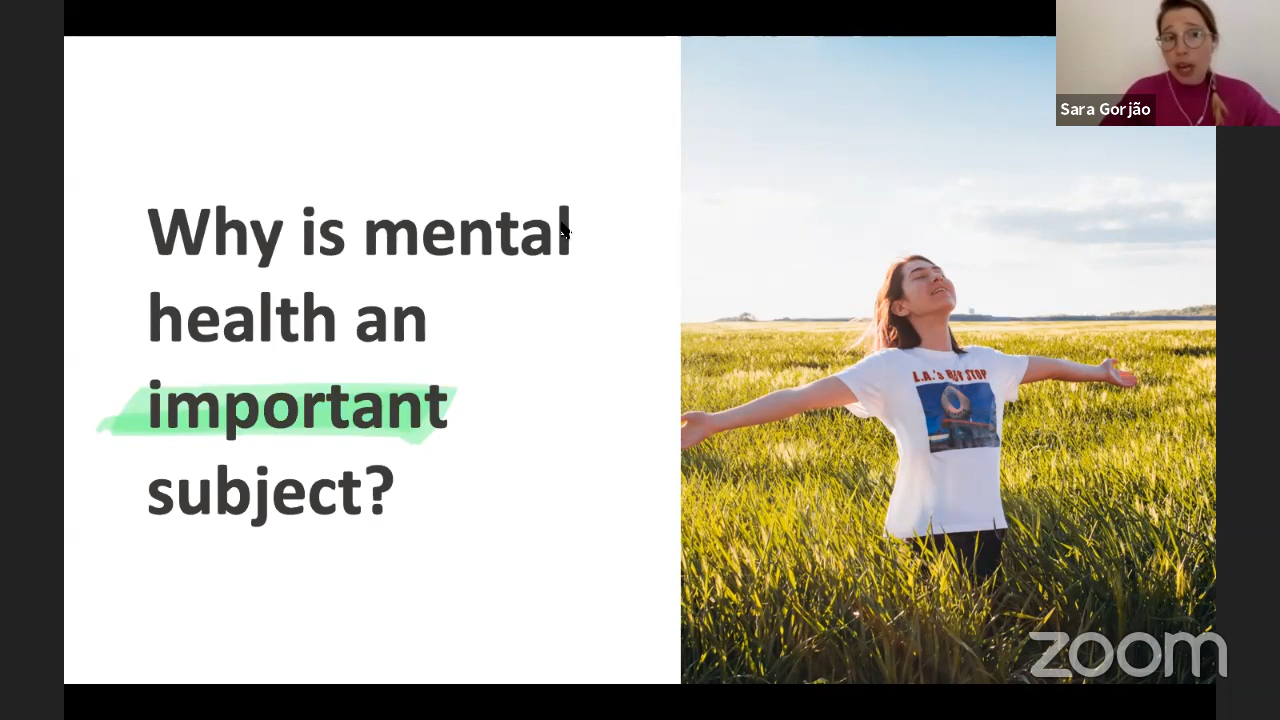 Why is mental
health an
important
subject?
Sara Gorjão
zoom